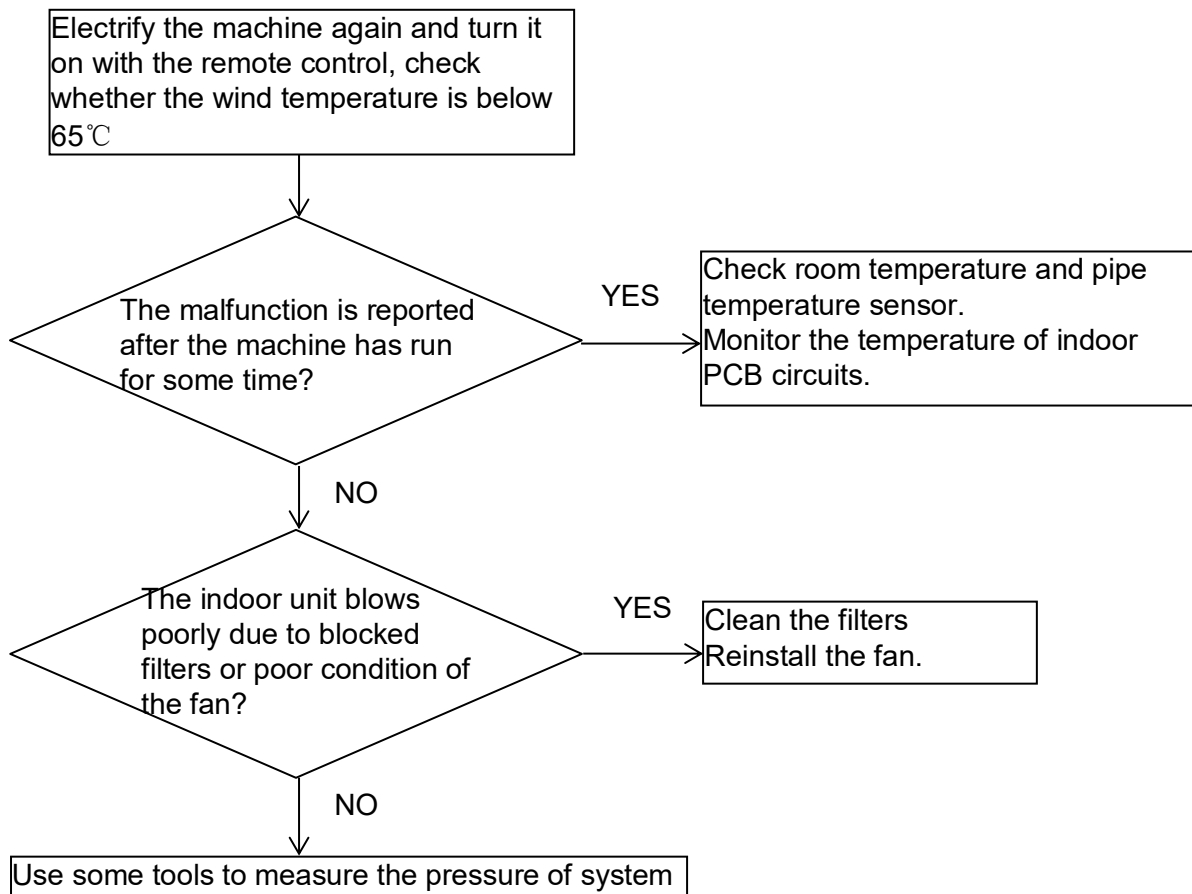 Electrify the machine again and turn it
on with the remote control, check
whether the wind temperature is below
65℃
The malfunction is reported
after the machine has run
for some time?
YES
Check room temperature and pipe
temperature sensor.
Monitor the temperature of indoor
PCB circuits.
NO
The indoor unit blows
poorly due to blocked
filters or poor condition of
the fan?
YES
Clean the filters
Reinstall the fan.
NO
Use some tools to measure the pressure of system